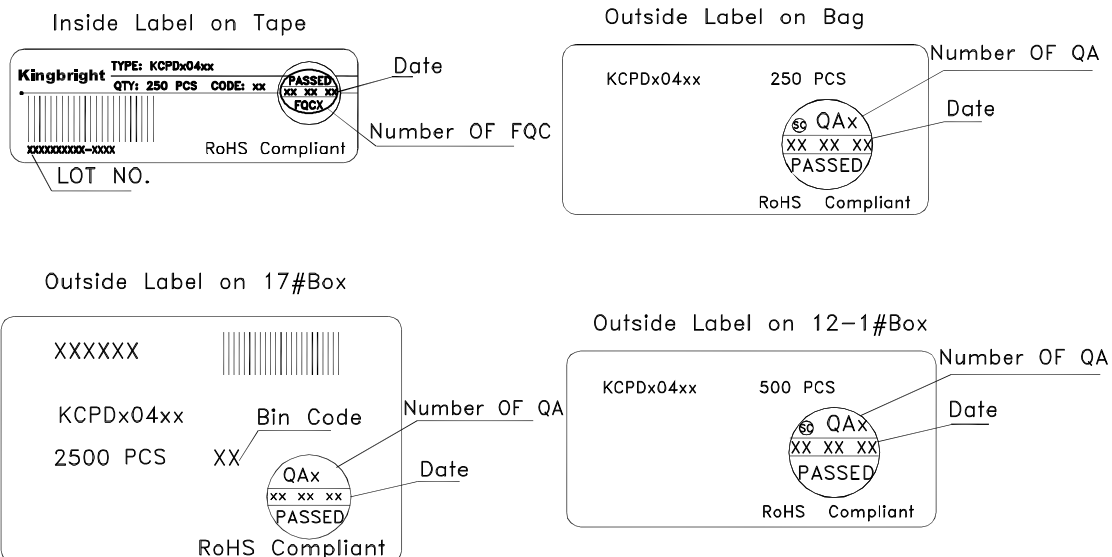 Inside Label on Tape
Kingbright
TYPE: KCPDx04xx
QTY: 250 PCS CODE: xx
PASSED
xx xx xx
FQCX
Date
Number OF FQC
xxxxxxxxxx-xxxx
RoHS Compliant
LOT NO.
Outside Label on Bag
KCPDx04xx 250 PCS
Number OF QA
SC QAx
Date
XX XX XX
PASSED
RoHS Compliant
Outside Label on 17#Box
XXXXXX
KCPDx04xx
Bin Code
Number OF QA
2500 PCS XX
QAx
Date
xx xx xx
PASSED
RoHS Compliant
Outside Label on 12-1#Box
KCPDx04xx 500 PCS
Number OF QA
SC QAx
Date
XX XX XX
PASSED
RoHS Compliant